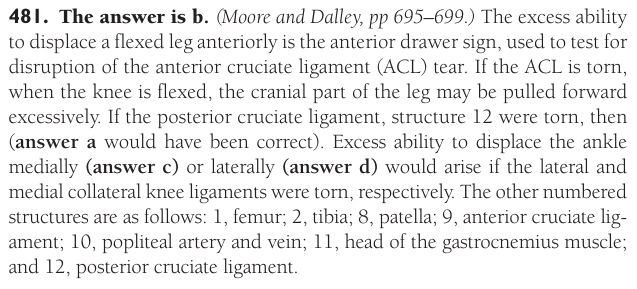 481. The answer is b. (Moore and Dalley, pp 695–699.) The excess ability
to displace a flexed leg anteriorly is the anterior drawer sign, used to test for
disruption of the anterior cruciate ligament (ACL) tear. If the ACL is torn,
when the knee is flexed, the cranial part of the leg may be pulled forward
excessively. If the posterior cruciate ligament, structure 12 were torn, then
(answer a would have been correct). Excess ability to displace the ankle
medially (answer c) or laterally (answer d) would arise if the lateral and
medial collateral knee ligaments were torn, respectively. The other numbered
structures are as follows: 1, femur; 2, tibia; 8, patella; 9, anterior cruciate lig-
ament; 10, popliteal artery and vein; 11, head of the gastrocnemius muscle;
and 12, posterior cruciate ligament.